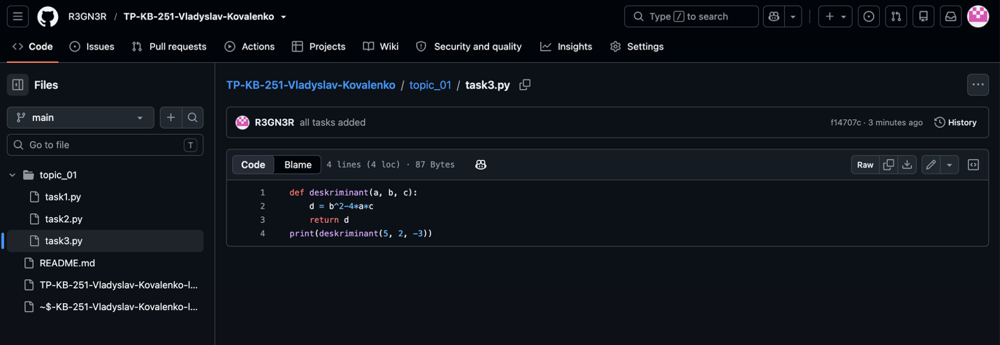 R3GN3R / TP-KB-251-Vladyslav-Kovalenko
Type / to search
Code Issues Pull requests Actions Projects Wiki Security and quality Insights Settings
Files
main
Go to file T
topic_01
task1.py
task2.py
task3.py
README.md
TP-KB-251-Vladyslav-Kovalenko-l...
~$-KB-251-Vladyslav-Kovalenko-l...
TP-KB-251-Vladyslav-Kovalenko / topic_01 / task3.py
R3GN3R all tasks added f14707c · 3 minutes ago History
Code Blame 4 lines (4 loc) · 87 Bytes Raw
1 def deskriminant(a, b, c):
2     d = b^2-4*a*c
3     return d
4 print(deskriminant(5, 2, -3))